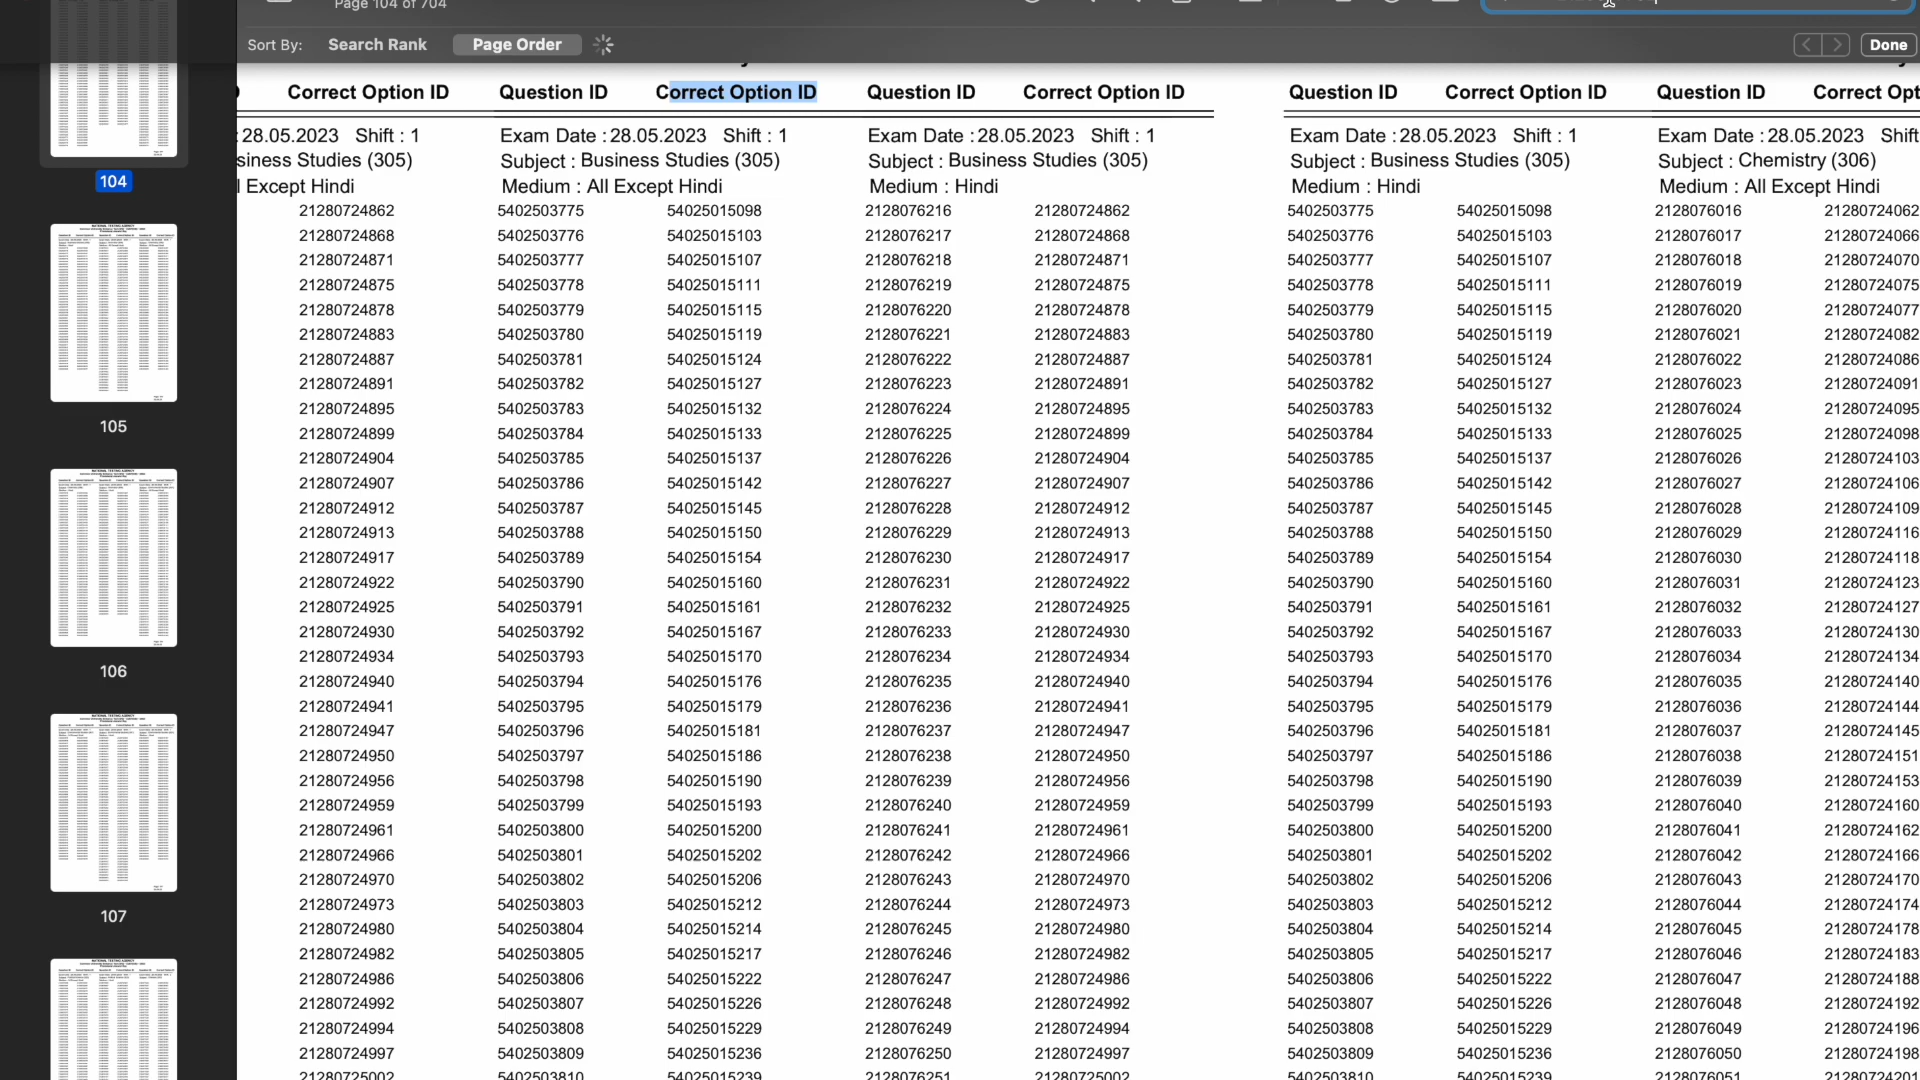 Page 104 of 704
Sort By: Search Rank Page Order Done
Correct Option ID Question ID Correct Option ID Question ID Correct Option ID Question ID Correct Option ID Question ID Correct Opt
28.05.2023 Shift : 1 Exam Date : 28.05.2023 Shift : 1 Exam Date : 28.05.2023 Shift : 1 Exam Date : 28.05.2023 Shift : 1 Exam Date : 28.05.2023 Shift
siness Studies (305) Subject : Business Studies (305) Subject : Business Studies (305) Subject : Business Studies (305) Subject : Chemistry (306)
l Except Hindi Medium : All Except Hindi Medium : Hindi Medium : Hindi Medium : All Except Hindi
21280724862 5402503775 54025015098 2128076216 21280724862 5402503775 54025015098 2128076016 21280724062
21280724868 5402503776 54025015103 2128076217 21280724868 5402503776 54025015103 2128076017 21280724066
21280724871 5402503777 54025015107 2128076218 21280724871 5402503777 54025015107 2128076018 21280724070
21280724875 5402503778 54025015111 2128076219 21280724875 5402503778 54025015111 2128076019 21280724075
21280724878 5402503779 54025015115 2128076220 21280724878 5402503779 54025015115 2128076020 21280724077
21280724883 5402503780 54025015119 2128076221 21280724883 5402503780 54025015119 2128076021 21280724082
21280724887 5402503781 54025015124 2128076222 21280724887 5402503781 54025015124 2128076022 21280724086
21280724891 5402503782 54025015127 2128076223 21280724891 5402503782 54025015127 2128076023 21280724091
21280724895 5402503783 54025015132 2128076224 21280724895 5402503783 54025015132 2128076024 21280724095
21280724899 5402503784 54025015133 2128076225 21280724899 5402503784 54025015133 2128076025 21280724098
21280724904 5402503785 54025015137 2128076226 21280724904 5402503785 54025015137 2128076026 21280724103
21280724907 5402503786 54025015142 2128076227 21280724907 5402503786 54025015142 2128076027 21280724106
21280724912 5402503787 54025015145 2128076228 21280724912 5402503787 54025015145 2128076028 21280724109
21280724913 5402503788 54025015150 2128076229 21280724913 5402503788 54025015150 2128076029 21280724116
21280724917 5402503789 54025015154 2128076230 21280724917 5402503789 54025015154 2128076030 21280724118
21280724922 5402503790 54025015160 2128076231 21280724922 5402503790 54025015160 2128076031 21280724123
21280724925 5402503791 54025015161 2128076232 21280724925 5402503791 54025015161 2128076032 21280724127
21280724930 5402503792 54025015167 2128076233 21280724930 5402503792 54025015167 2128076033 21280724130
21280724934 5402503793 54025015170 2128076234 21280724934 5402503793 54025015170 2128076034 21280724134
21280724940 5402503794 54025015176 2128076235 21280724940 5402503794 54025015176 2128076035 21280724140
21280724941 5402503795 54025015179 2128076236 21280724941 5402503795 54025015179 2128076036 21280724144
21280724947 5402503796 54025015181 2128076237 21280724947 5402503796 54025015181 2128076037 21280724145
21280724950 5402503797 54025015186 2128076238 21280724950 5402503797 54025015186 2128076038 21280724151
21280724956 5402503798 54025015190 2128076239 21280724956 5402503798 54025015190 2128076039 21280724153
21280724959 5402503799 54025015193 2128076240 21280724959 5402503799 54025015193 2128076040 21280724160
21280724961 5402503800 54025015200 2128076241 21280724961 5402503800 54025015200 2128076041 21280724162
21280724966 5402503801 54025015202 2128076242 21280724966 5402503801 54025015202 2128076042 21280724166
21280724970 5402503802 54025015206 2128076243 21280724970 5402503802 54025015206 2128076043 21280724170
21280724973 5402503803 54025015212 2128076244 21280724973 5402503803 54025015212 2128076044 21280724174
21280724980 5402503804 54025015214 2128076245 21280724980 5402503804 54025015214 2128076045 21280724178
21280724982 5402503805 54025015217 2128076246 21280724982 5402503805 54025015217 2128076046 21280724183
21280724986 5402503806 54025015222 2128076247 21280724986 5402503806 54025015222 2128076047 21280724188
21280724992 5402503807 54025015226 2128076248 21280724992 5402503807 54025015226 2128076048 21280724192
21280724994 5402503808 54025015229 2128076249 21280724994 5402503808 54025015229 2128076049 21280724196
21280724997 5402503809 54025015236 2128076250 21280724997 5402503809 54025015236 2128076050 21280724198
21280725002 5402503810 54025015239 2128076251 21280725002 5402503810 54025015239 2128076051 21280724201
104
105
106
107